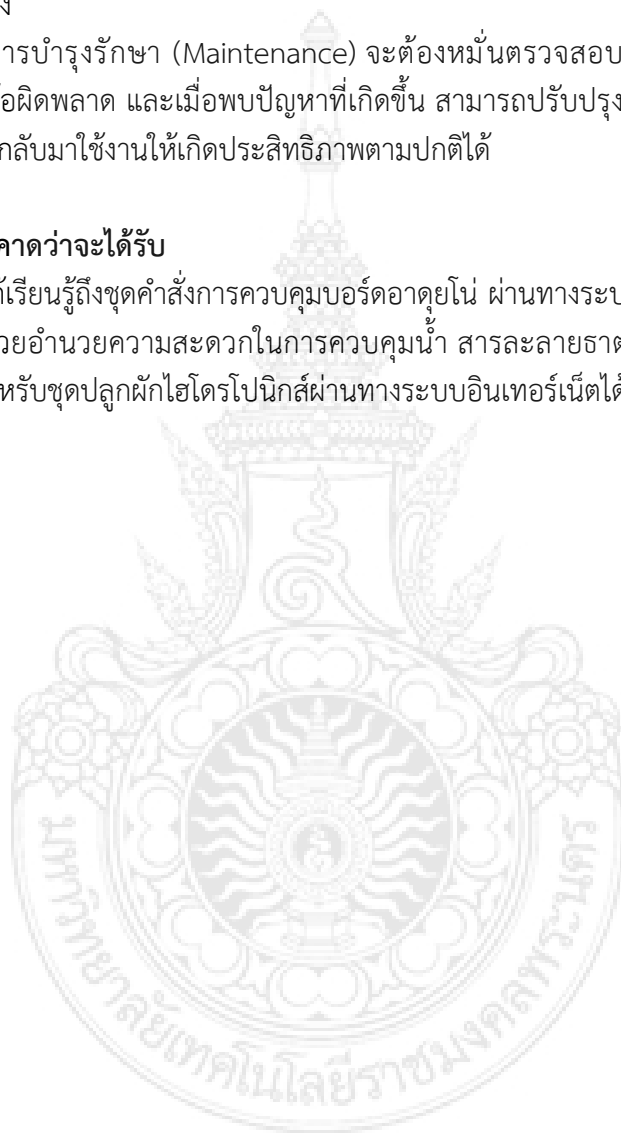 ารบำรุงรักษา (Maintenance) จะต้องหมั่นตรวจสอบ
ผิดพลาด และเมื่อพบปัญหาที่เกิดขึ้น สามารถปรับปรุง
กลับมาใช้งานให้เกิดประสิทธิภาพตามปกติได้
คาดว่าจะได้รับ
เรียนรู้ถึงชุดคำสั่งการควบคุมบอร์ดอาดุยโน่ ผ่านทางระบ
วยอำนวยความสะดวกในการควบคุมน้ำ สารละลายธาต
หรับชุดปลูกผักไฮโดรโปนิกส์ผ่านทางระบบอินเทอร์เน็ตได้
มหาวิทยาลัยเทคโนโลยีราชมงคลพระนคร